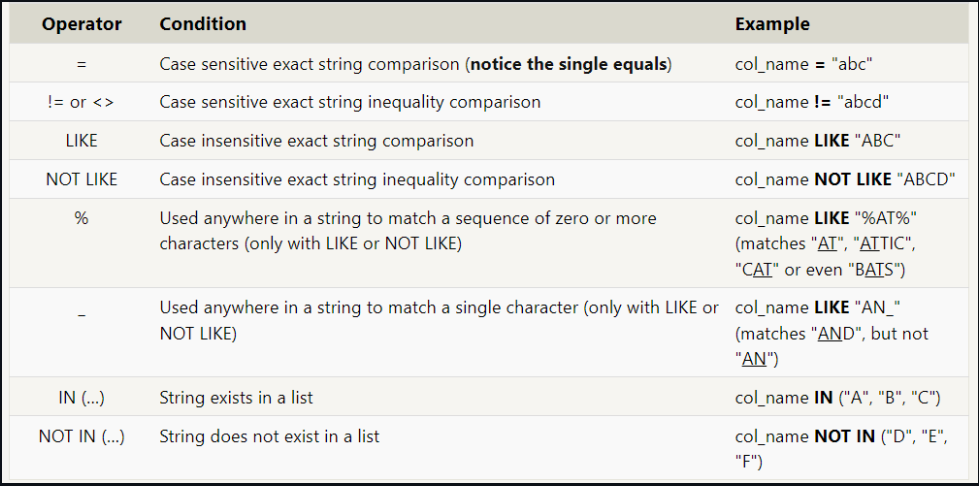 Operator Condition Example
= Case sensitive exact string comparison (notice the single equals) col_name = "abc"
!= or <> Case sensitive exact string inequality comparison col_name != "abcd"
LIKE Case insensitive exact string comparison col_name LIKE "ABC"
NOT LIKE Case insensitive exact string inequality comparison col_name NOT LIKE "ABCD"
% Used anywhere in a string to match a sequence of zero or more col_name LIKE "%AT%"
characters (only with LIKE or NOT LIKE) (matches "AT", "ATTIC",
"CAT" or even "BATS")
_ Used anywhere in a string to match a single character (only with LIKE or col_name LIKE "AN_"
NOT LIKE) (matches "AND", but not
"AN")
IN (…) String exists in a list col_name IN ("A", "B", "C")
NOT IN (…) String does not exist in a list col_name NOT IN ("D", "E",
"F")